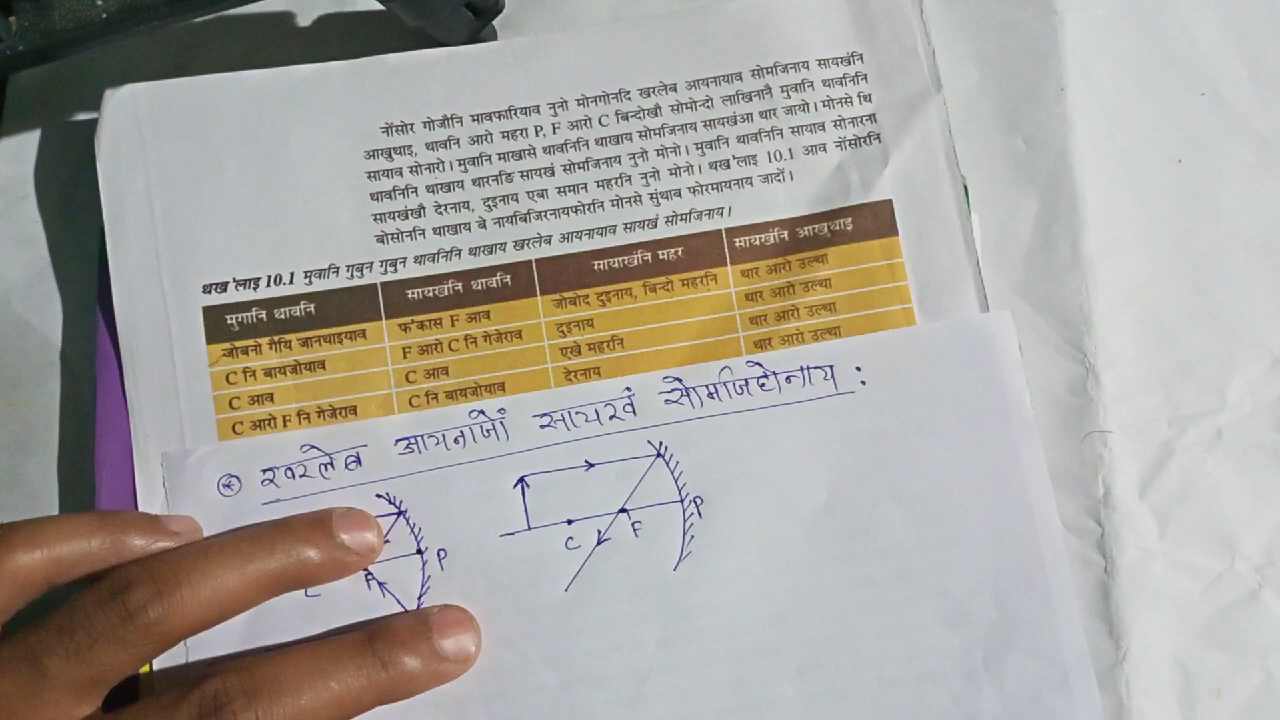 नोंसोर गोजौनि मावफारियाव नुनो मोनगोनदि खरलेब आयनायाव सोमजिनाय सायखंनि
आखुथाइ, थावनि आरो महरा P, F आरो C बिन्दोखौ सोमोन्दो लाखिनानै मुवानि थावनिनि
सायाव सोनारो। मुवानि माखासे थावनिनि थाखाय सोमजिनाय सायखंआ थार जायो। मोनसे थि
थावनिनि थाखाय थारनङि सायखं सोमजिनाय नुनो मोनो। मुवानि थावनिनि सायाव सोनारना
सायखंखौ देरनाय, दुइनाय एबा समान महरनि नुनो मोनो। थख'लाइ 10.1 आव नोंसोरनि
बोसोननि थाखाय बे नायबिजिरनायफोरनि मोनसे सुंथाब फोरमायनाय जादों।
थख'लाइ 10.1 मुवानि गुबुन गुबुन थावनिनि थाखाय खरलेब आयनायाव सायखं सोमजिनाय।
मुगानि थावनि सायखंनि थावनि सायाखंनि महर सायखंनि आखुथाइ
जोबनो गैयि जानथाइयाव फ'कास F आव जोबोद दुइनाय, बिन्दो महरनि थार आरो उल्था
C नि बायजोयाव F आरो C नि गेजेराव दुइनाय थार आरो उल्था
C आव C आव एखे महरनि थार आरो उल्था
C आरो F नि गेजेराव C नि बायजोयाव देरनाय थार आरो उल्था
खरलेब आयनाजों सायखं सोमजिहोनाय :
P
C F P